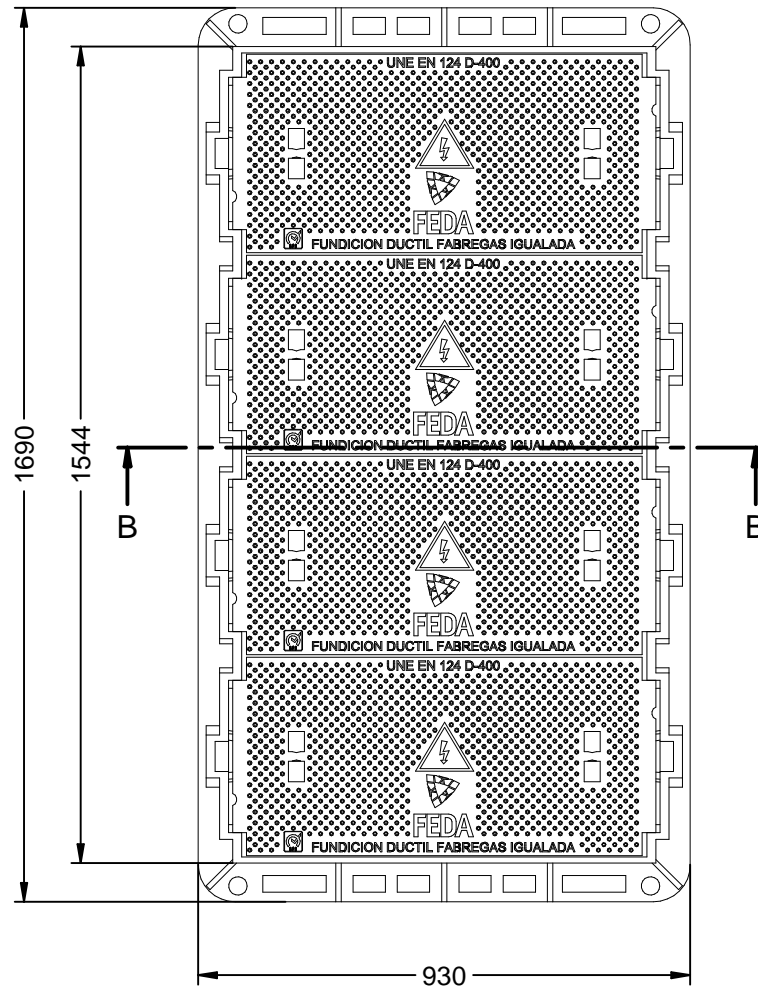 UNE EN 124 D-400
FEDA
FUNDICION DUCTIL FABREGAS IGUALADA
UNE EN 124 D-400
FEDA
FUNDICION DUCTIL FABREGAS IGUALADA
1690
1544
B
B
UNE EN 124 D-400
FEDA
FUNDICION DUCTIL FABREGAS IGUALADA
UNE EN 124 D-400
FEDA
FUNDICION DUCTIL FABREGAS IGUALADA
930